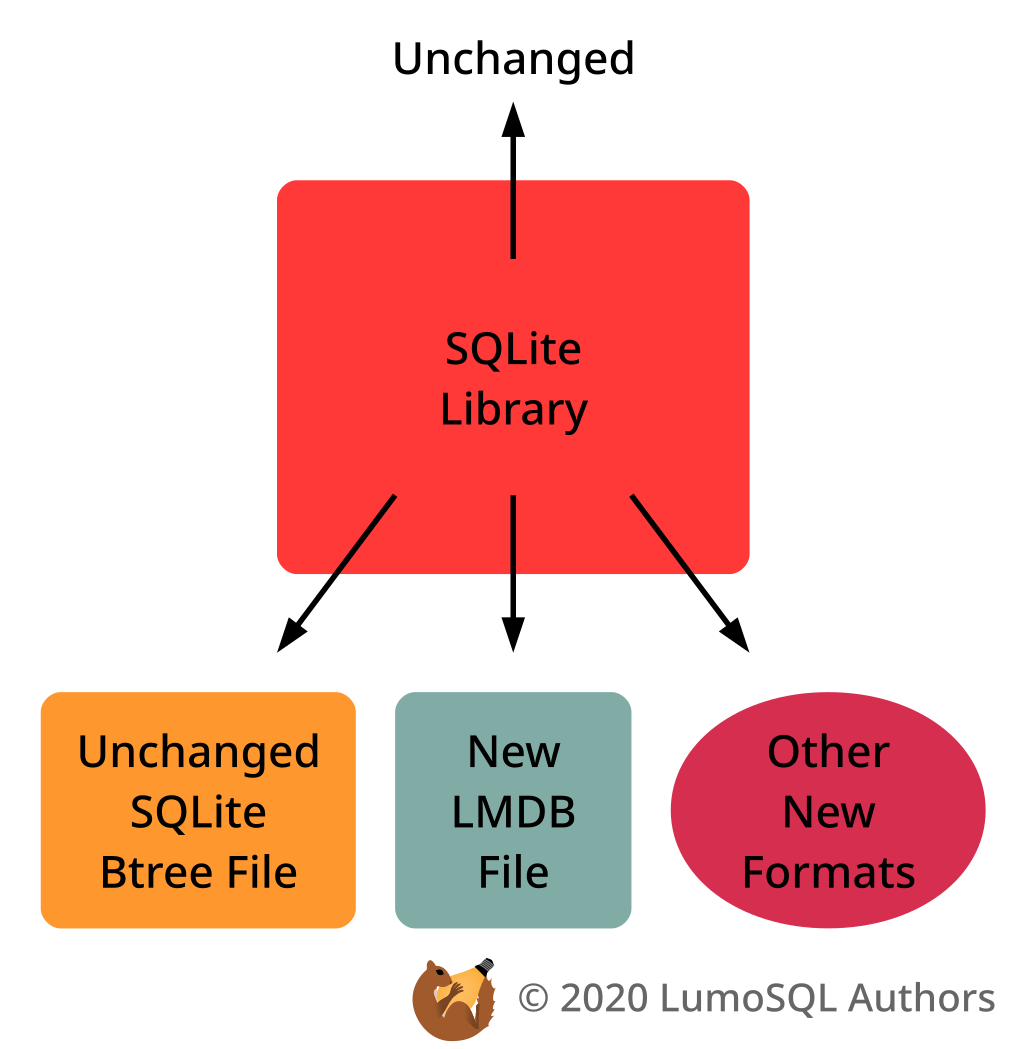 Unchanged
SQLite
Library
Unchanged
SQLite
Btree File
New
LMDB
File
Other
New
Formats
© 2020 LumoSQL Authors